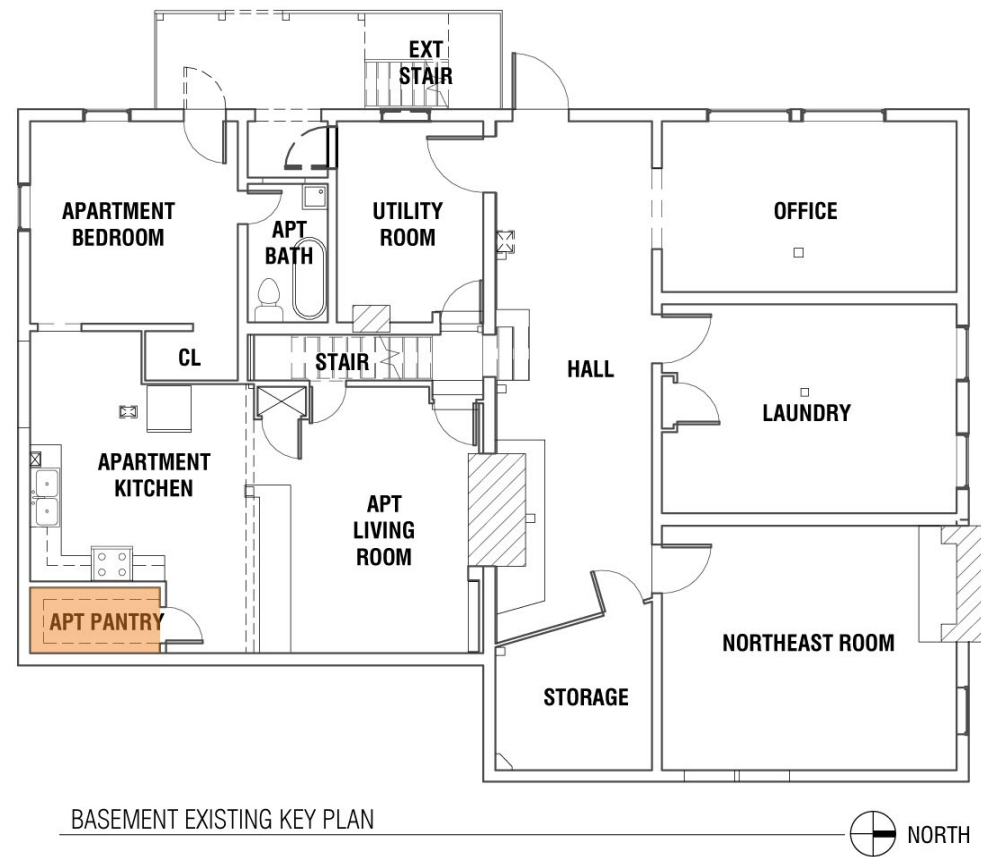 EXT
STAIR
APARTMENT
BEDROOM
APT
BATH
UTILITY
ROOM
OFFICE
CL
STAIR
HALL
LAUNDRY
APARTMENT
KITCHEN
APT
LIVING
ROOM
APT PANTRY
NORTHEAST ROOM
STORAGE
BASEMENT EXISTING KEY PLAN
NORTH